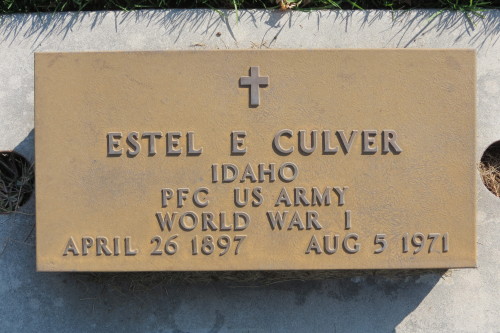 ESTEL E CULVER
IDAHO
PFC US ARMY
WORLD WAR I
APRIL 26 1897 AUG 5 1971